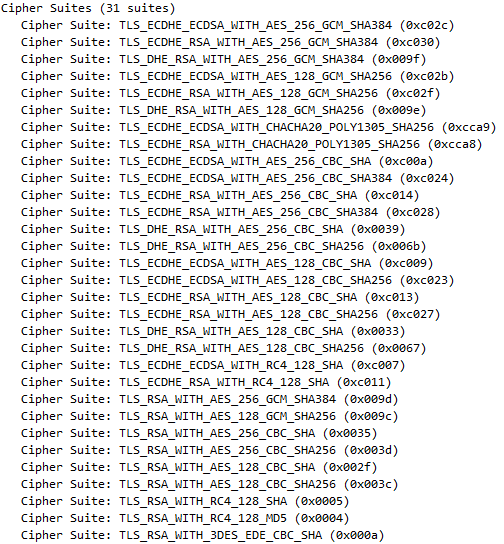 Cipher Suites (31 suites)
Cipher Suite: TLS_ECDHE_ECDSA_WITH_AES_256_GCM_SHA384 (0xc02c)
Cipher Suite: TLS_ECDHE_RSA_WITH_AES_256_GCM_SHA384 (0xc030)
Cipher Suite: TLS_DHE_RSA_WITH_AES_256_GCM_SHA384 (0x009f)
Cipher Suite: TLS_ECDHE_ECDSA_WITH_AES_128_GCM_SHA256 (0xc02b)
Cipher Suite: TLS_ECDHE_RSA_WITH_AES_128_GCM_SHA256 (0xc02f)
Cipher Suite: TLS_DHE_RSA_WITH_AES_128_GCM_SHA256 (0x009e)
Cipher Suite: TLS_ECDHE_ECDSA_WITH_CHACHA20_POLY1305_SHA256 (0xcca9)
Cipher Suite: TLS_ECDHE_RSA_WITH_CHACHA20_POLY1305_SHA256 (0xcca8)
Cipher Suite: TLS_ECDHE_ECDSA_WITH_AES_256_CBC_SHA (0xc00a)
Cipher Suite: TLS_ECDHE_ECDSA_WITH_AES_256_CBC_SHA384 (0xc024)
Cipher Suite: TLS_ECDHE_RSA_WITH_AES_256_CBC_SHA (0xc014)
Cipher Suite: TLS_ECDHE_RSA_WITH_AES_256_CBC_SHA384 (0xc028)
Cipher Suite: TLS_DHE_RSA_WITH_AES_256_CBC_SHA (0x0039)
Cipher Suite: TLS_DHE_RSA_WITH_AES_256_CBC_SHA256 (0x006b)
Cipher Suite: TLS_ECDHE_ECDSA_WITH_AES_128_CBC_SHA (0xc009)
Cipher Suite: TLS_ECDHE_ECDSA_WITH_AES_128_CBC_SHA256 (0xc023)
Cipher Suite: TLS_ECDHE_RSA_WITH_AES_128_CBC_SHA (0xc013)
Cipher Suite: TLS_ECDHE_RSA_WITH_AES_128_CBC_SHA256 (0xc027)
Cipher Suite: TLS_DHE_RSA_WITH_AES_128_CBC_SHA (0x0033)
Cipher Suite: TLS_DHE_RSA_WITH_AES_128_CBC_SHA256 (0x0067)
Cipher Suite: TLS_ECDHE_ECDSA_WITH_RC4_128_SHA (0xc007)
Cipher Suite: TLS_ECDHE_RSA_WITH_RC4_128_SHA (0xc011)
Cipher Suite: TLS_RSA_WITH_AES_256_GCM_SHA384 (0x009d)
Cipher Suite: TLS_RSA_WITH_AES_128_GCM_SHA256 (0x009c)
Cipher Suite: TLS_RSA_WITH_AES_256_CBC_SHA (0x0035)
Cipher Suite: TLS_RSA_WITH_AES_256_CBC_SHA256 (0x003d)
Cipher Suite: TLS_RSA_WITH_AES_128_CBC_SHA (0x002f)
Cipher Suite: TLS_RSA_WITH_AES_128_CBC_SHA256 (0x003c)
Cipher Suite: TLS_RSA_WITH_RC4_128_SHA (0x0005)
Cipher Suite: TLS_RSA_WITH_RC4_128_MD5 (0x0004)
Cipher Suite: TLS_RSA_WITH_3DES_EDE_CBC_SHA (0x000a)